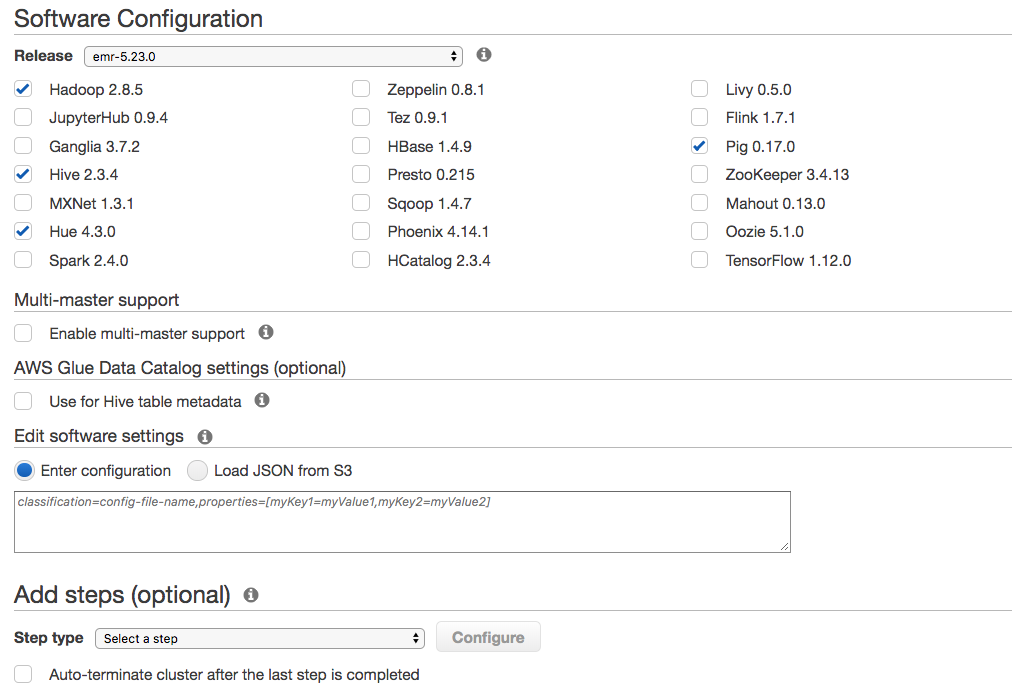 Software Configuration
Release emr-5.23.0
Hadoop 2.8.5 Zeppelin 0.8.1 Livy 0.5.0
JupyterHub 0.9.4 Tez 0.9.1 Flink 1.7.1
Ganglia 3.7.2 HBase 1.4.9 Pig 0.17.0
Hive 2.3.4 Presto 0.215 ZooKeeper 3.4.13
MXNet 1.3.1 Sqoop 1.4.7 Mahout 0.13.0
Hue 4.3.0 Phoenix 4.14.1 Oozie 5.1.0
Spark 2.4.0 HCatalog 2.3.4 TensorFlow 1.12.0
Multi-master support
Enable multi-master support
AWS Glue Data Catalog settings (optional)
Use for Hive table metadata
Edit software settings
Enter configuration Load JSON from S3
classification=config-file-name,properties=[myKey1=myValue1,myKey2=myValue2]
Add steps (optional)
Step type Select a step Configure
Auto-terminate cluster after the last step is completed